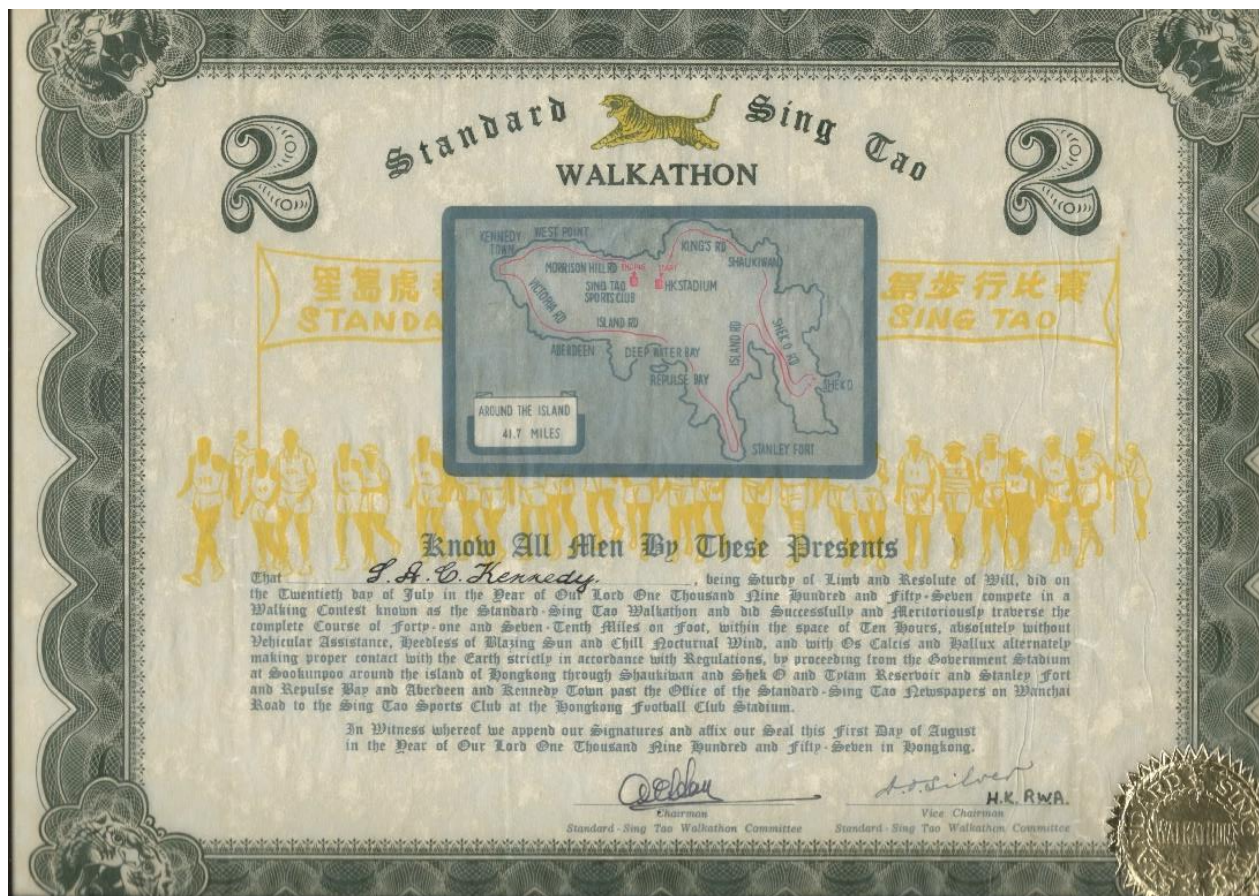 2 Standard Sing Tao 2
WALKATHON
KENNEDY TOWN
WEST POINT
KING'S RD
SHAUKIWAN
MORRISON HILL RD
START
SING TAO
SPORTS CLUB
HK STADIUM
VICTORIA RD
ISLAND RD
ABERDEEN
DEEP WATER BAY
REPULSE BAY
ISLAND RD
SHEK O RD
SHEK O
STANLEY FORT
AROUND THE ISLAND
41.7 MILES
星島虎
步行比賽
STANDA
SING TAO
Know All Men By These Presents
That S. A. C. Kennedy. , being Sturdy of Limb and Resolute of Will, did on
the Twentieth day of July in the Year of Our Lord One Thousand Nine Hundred and Fifty-Seven compete in a
Walking Contest known as the Standard-Sing Tao Walkathon and did Successfully and Meritoriously traverse the
complete Course of Forty-one and Seven-Tenth Miles on Foot, within the space of Ten Hours, absolutely without
Vehicular Assistance, Heedless of Blazing Sun and Chill Nocturnal Wind, and with Os Calcis and Hallux alternately
making proper contact with the Earth strictly in accordance with Regulations, by proceeding from the Government Stadium
at Sookunpoo around the island of Hongkong through Shaukiwan and Shek O and Tytam Reservoir and Stanley Fort
and Repulse Bay and Aberdeen and Kennedy Town past the Office of the Standard-Sing Tao Newspapers on Wanchai
Road to the Sing Tao Sports Club at the Hongkong Football Club Stadium.
In Witness whereof we append our Signatures and affix our Seal this First Day of August
in the Year of Our Lord One Thousand Nine Hundred and Fifty-Seven in Hongkong.
Silver
H.K. RWA.
Chairman
Standard-Sing Tao Walkathon Committee
Vice Chairman
Standard-Sing Tao Walkathon Committee
WALKATHON